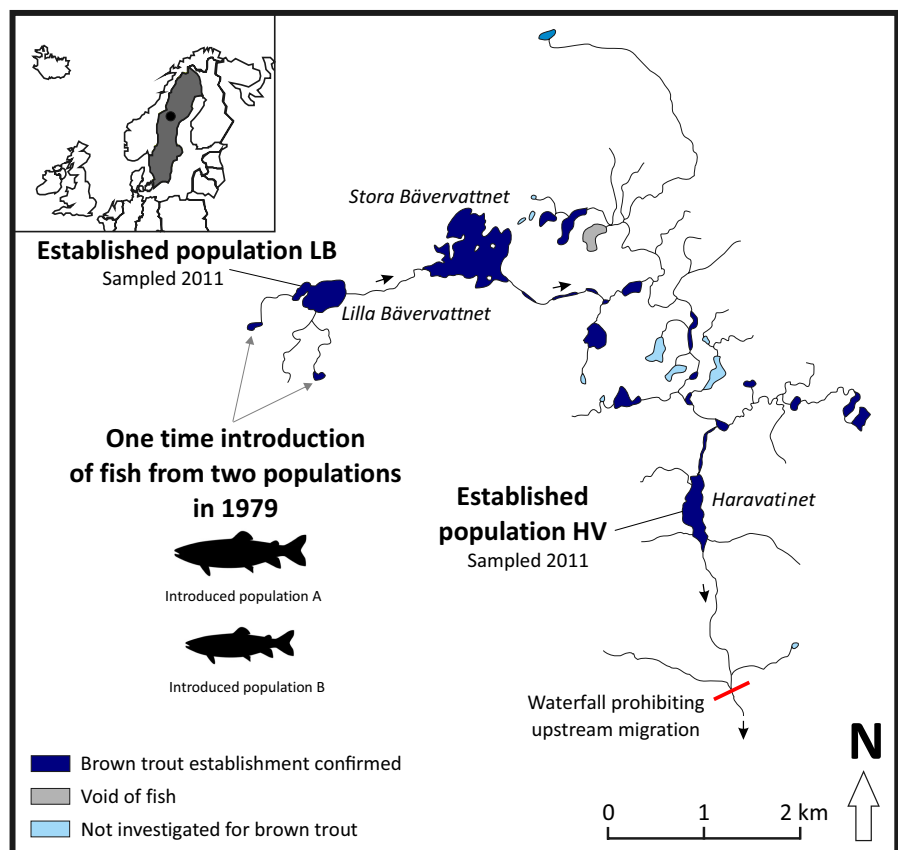 Stora Bävervattnet
Established population LB
Sampled 2011
Lilla Bävervattnet
One time introduction
of fish from two populations
in 1979
Established
population HV
Sampled 2011
Haravatinet
Introduced population A
Introduced population B
Waterfall prohibiting
upstream migration
N
Brown trout establishment confirmed
Void of fish
Not investigated for brown trout
0 1 2 km